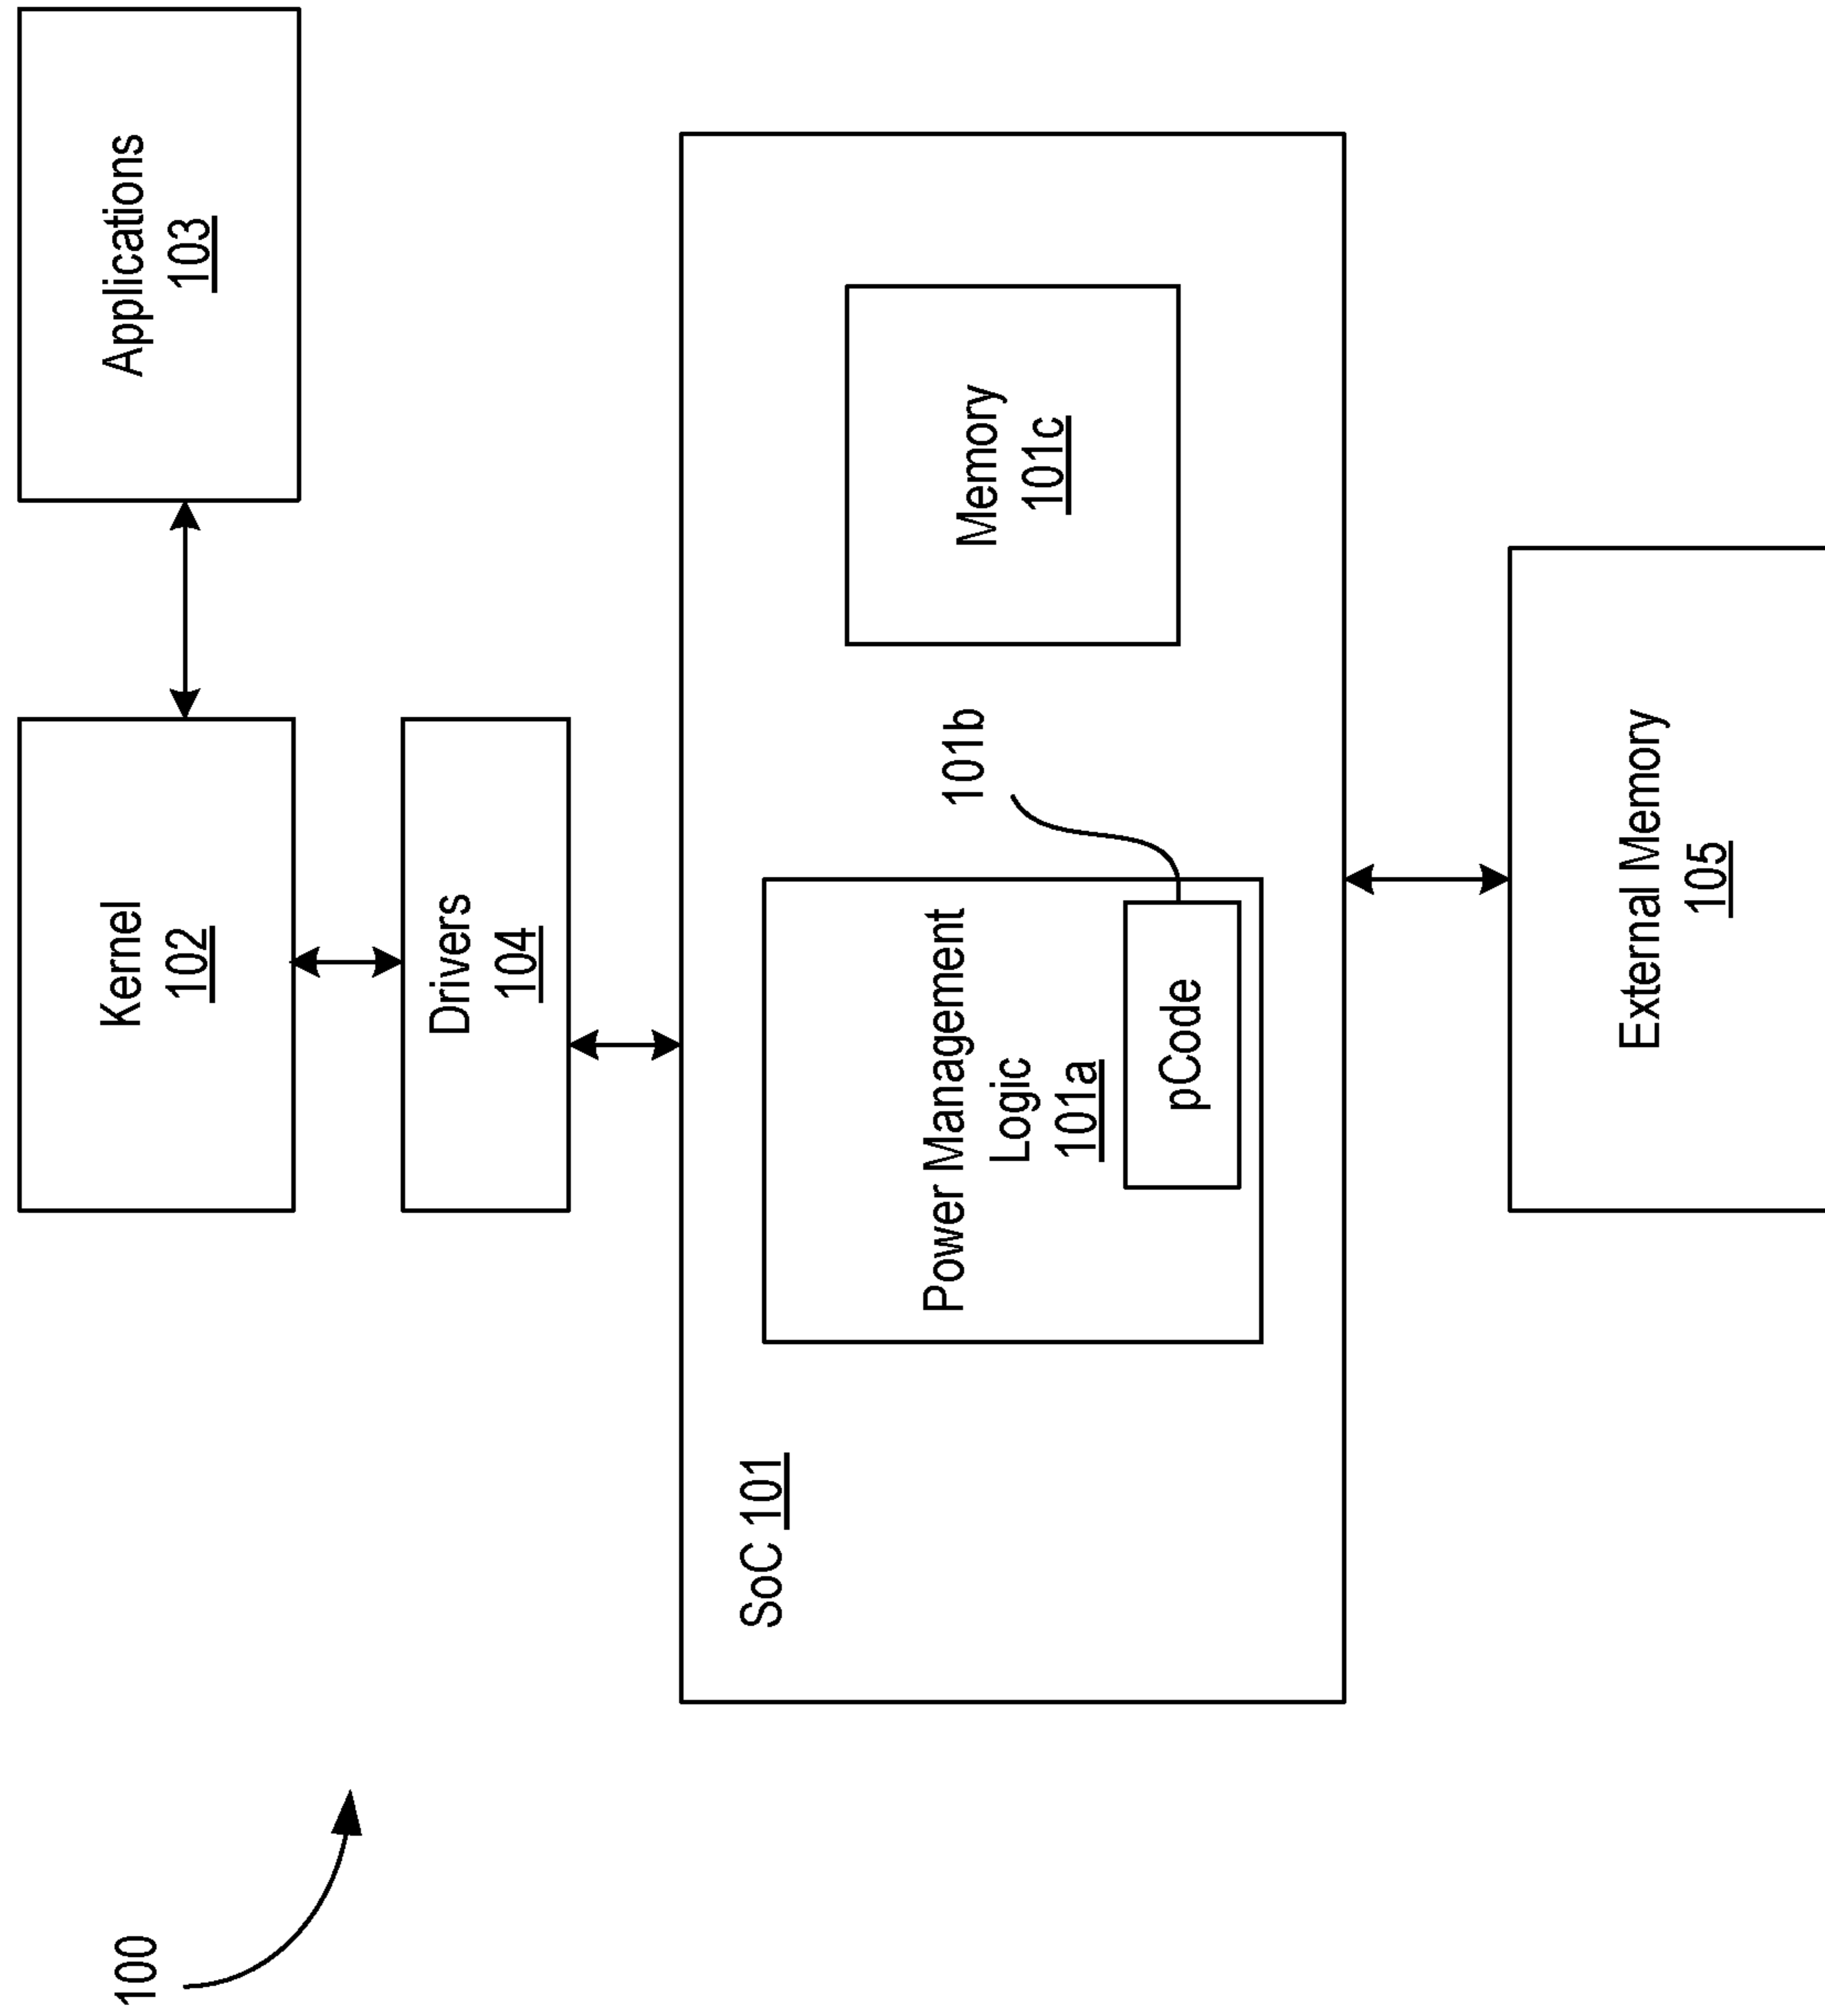 100
Kernel
102
Applications
103
Drivers
104
SoC 101
Power Management
Logic
101a
pCode
101b
Memory
101c
External Memory
105